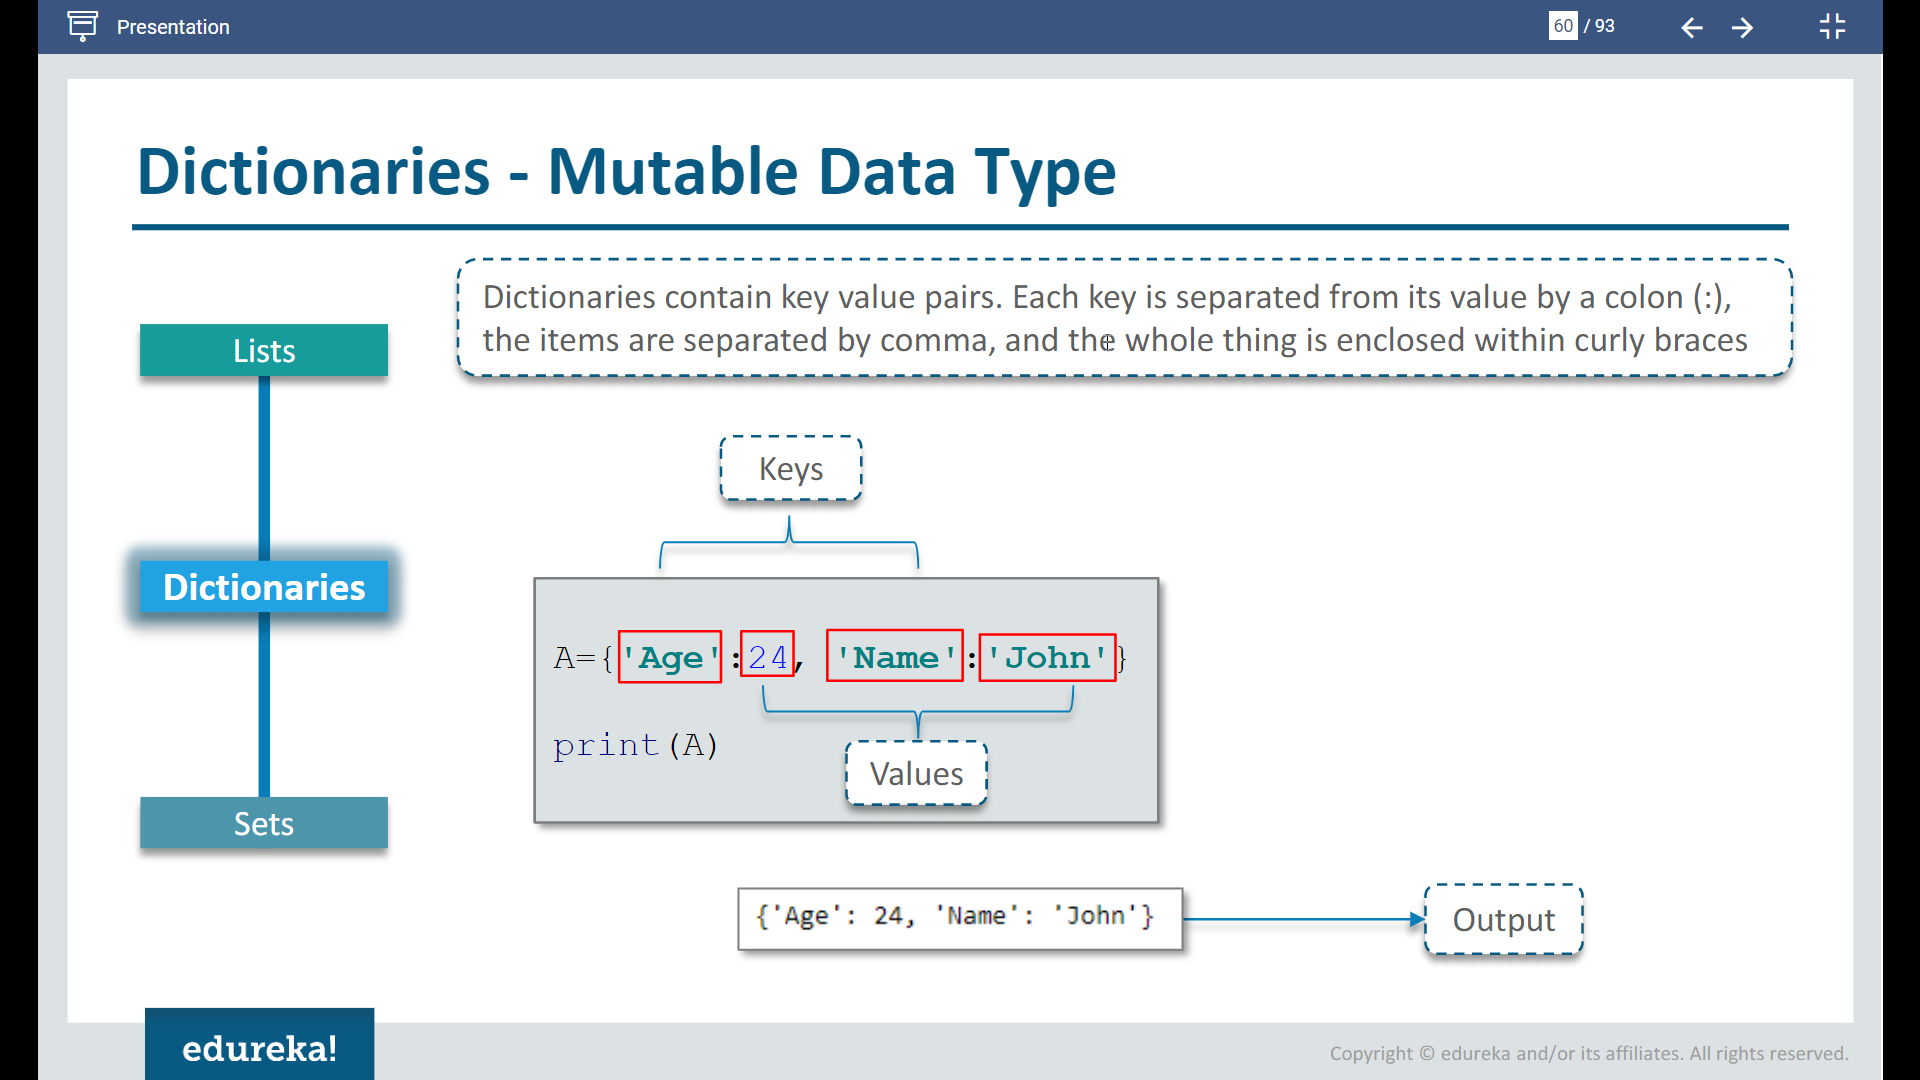 Presentation
60 / 93
Dictionaries - Mutable Data Type
Dictionaries contain key value pairs. Each key is separated from its value by a colon (:),
the items are separated by comma, and the whole thing is enclosed within curly braces
Lists
Dictionaries
Sets
Keys
A={'Age':24, 'Name':'John'}
print(A)
Values
{'Age': 24, 'Name': 'John'}
Output
edureka!
Copyright © edureka and/or its affiliates. All rights reserved.